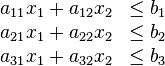 a₁₁x₁ + a₁₂x₂ ≤ b₁
a₂₁x₁ + a₂₂x₂ ≤ b₂
a₃₁x₁ + a₃₂x₂ ≤ b₃